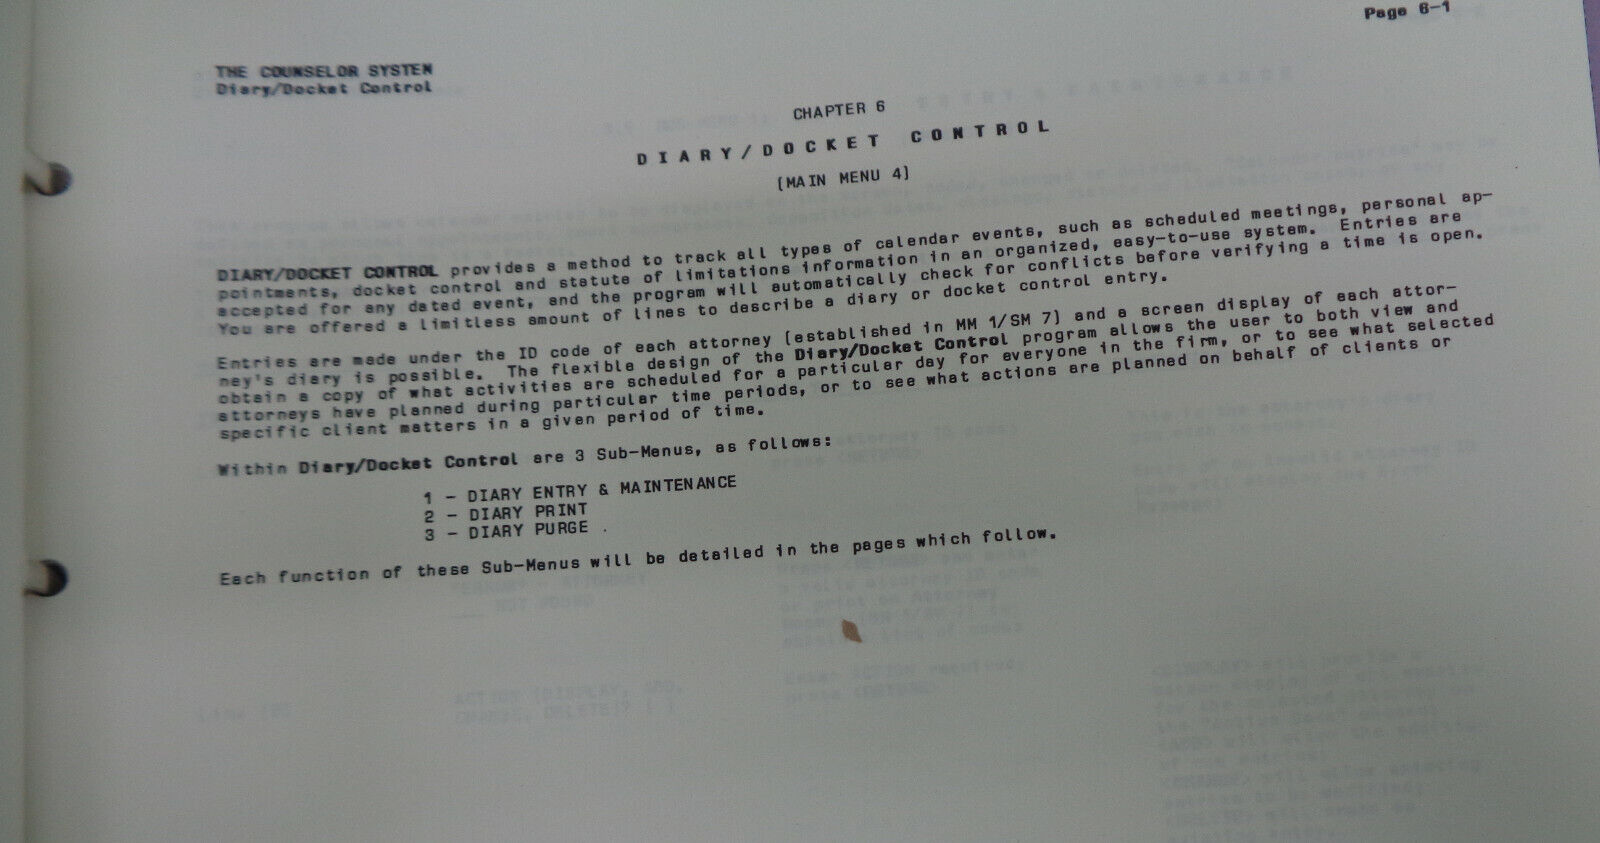 Page 6-1
THE COUNSELOR SYSTEM
Diary/Docket Control
CHAPTER 6
DIARY/DOCKET CONTROL
[MAIN MENU 4]
DIARY/DOCKET CONTROL provides a method to track all types of calendar events, such as scheduled meetings, personal ap-
pointments, docket control and statute of limitations information in an organized, easy-to-use system. Entries are
accepted for any dated event, and the program will automatically check for conflicts before verifying a time is open.
You are offered a limitless amount of lines to describe a diary or docket control entry.
Entries are made under the ID code of each attorney [established in MM 1/SM 7] and a screen display of each attor-
ney's diary is possible. The flexible design of the Diary/Docket Control program allows the user to both view and
obtain a copy of what activities are scheduled for a particular day for everyone in the firm, or to see what selected
attorneys have planned during particular time periods, or to see what actions are planned on behalf of clients or
specific client matters in a given period of time.
Within Diary/Docket Control are 3 Sub-Menus, as follows:
1 - DIARY ENTRY & MAINTENANCE
2 - DIARY PRINT
3 - DIARY PURGE
Each function of these Sub-Menus will be detailed in the pages which follow.